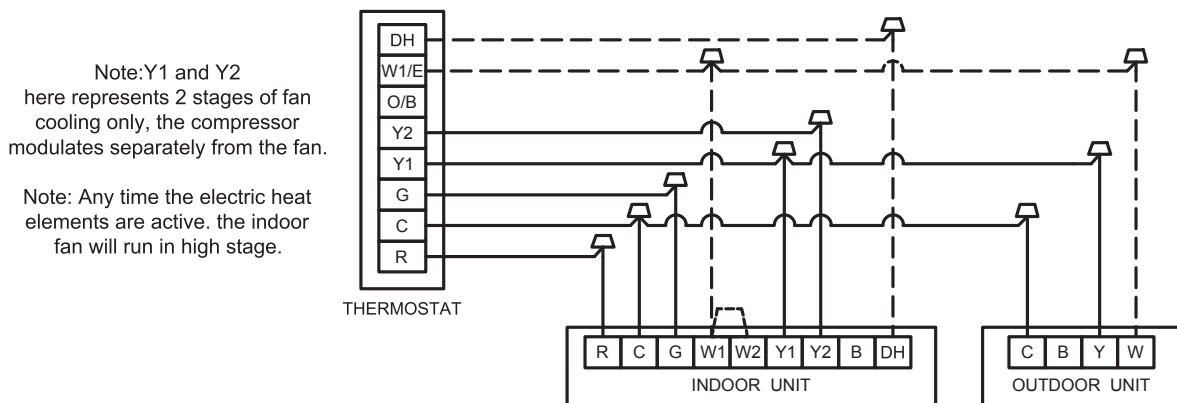 Note:Y1 and Y2
here represents 2 stages of fan
cooling only, the compressor
modulates separately from the fan.
Note: Any time the electric heat
elements are active. the indoor
fan will run in high stage.
DH
W1/E
O/B
Y2
Y1
G
C
R
THERMOSTAT
R C G W1 W2 Y1 Y2 B DH
INDOOR UNIT
C B Y W
OUTDOOR UNIT